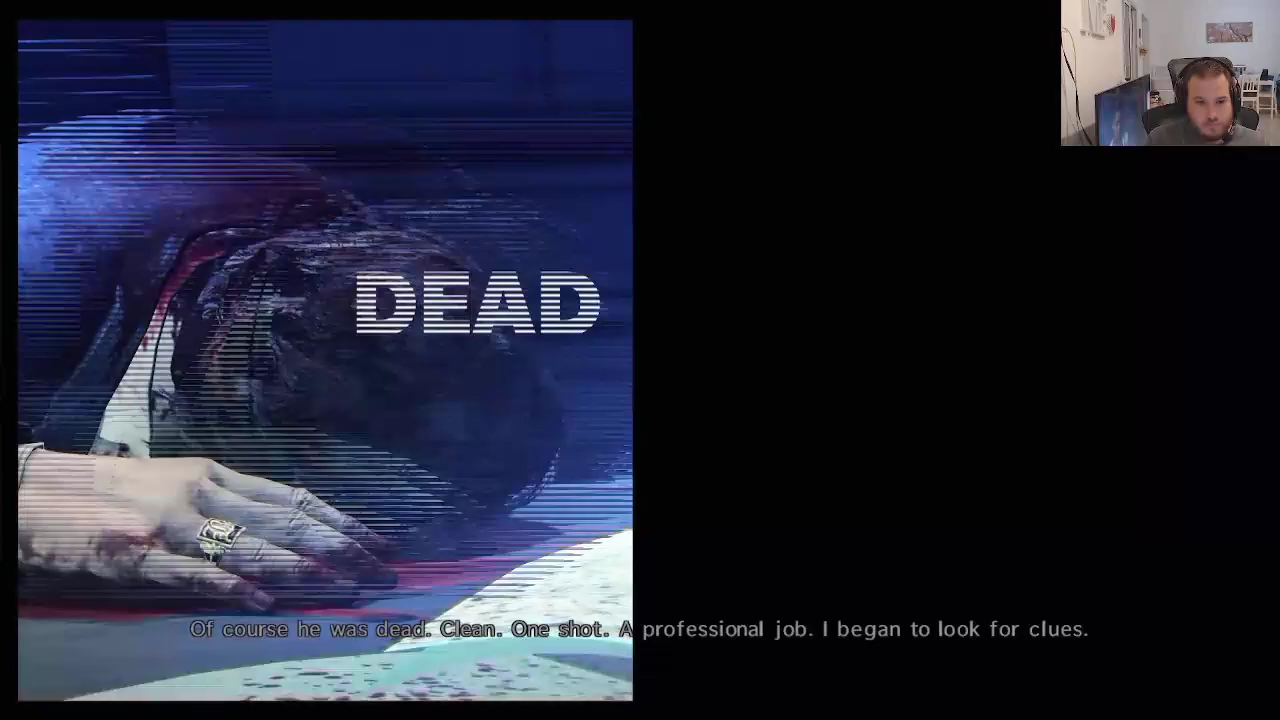 DEAD
Of course he was dead. Clean. One shot. A professional job. I began to look for clues.